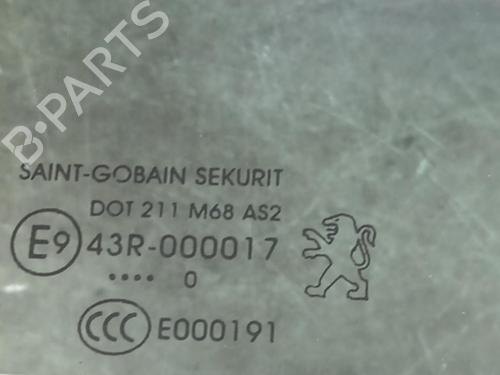 B·PARTS
SAINT-GOBAIN SEKURIT
DOT 211 M68 AS2
E9 43R-000017
•••• 0
CCC E000191